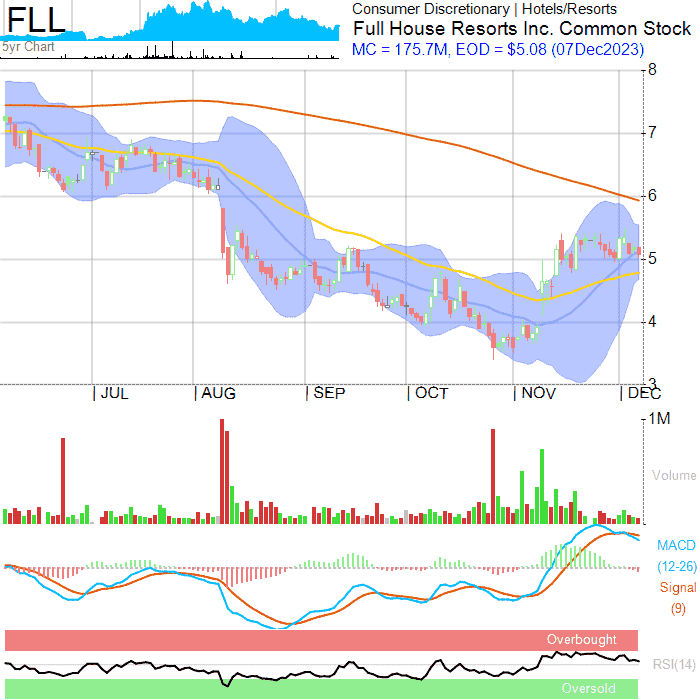 FLL
5yr Chart
Consumer Discretionary | Hotels/Resorts
Full House Resorts Inc. Common Stock
MC = 175.7M, EOD = $5.08 (07Dec2023)
8
7
6
5
4
3
JUL AUG SEP OCT NOV DEC
1M
Volume
MACD
(12-26)
Signal
(9)
Overbought
RSI(14)
Oversold